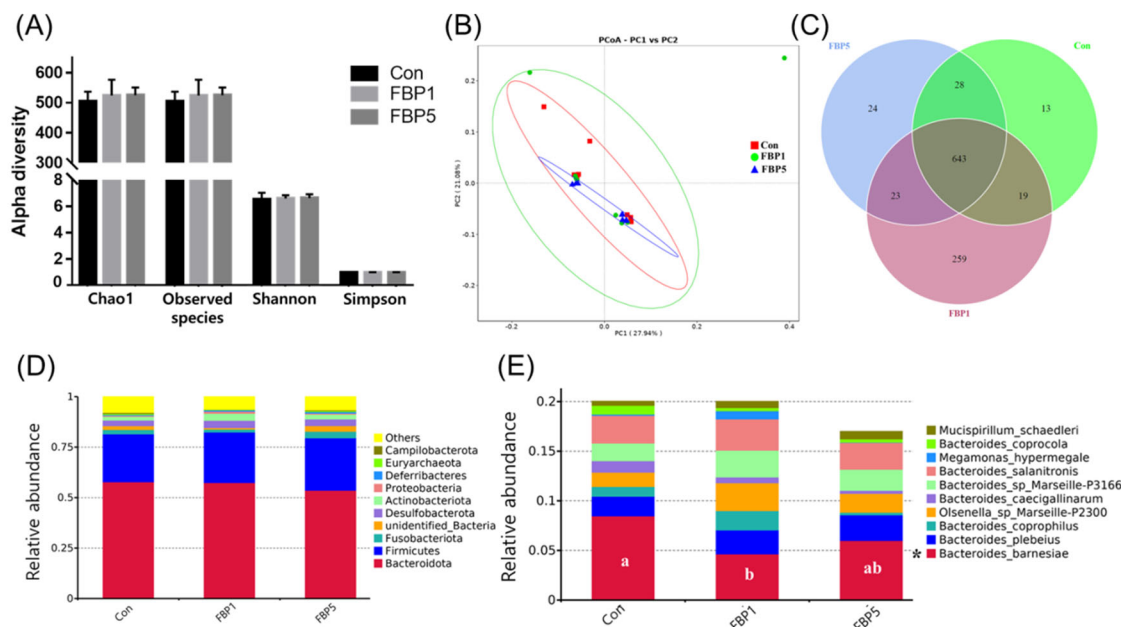 (A)
600
500
400
300
8
6
4
2
0
Alpha diversity
Con
FBP1
FBP5
Chao1
Observed
species
Shannon
Simpson
(B)
PCoA - PC1 vs PC2
0.2
0.1
0.0
-0.1
-0.2
PC2 ( 21.08% )
Con
FBP1
FBP5
-0.2
0.0
0.2
0.4
PC1 ( 27.94% )
(C)
FBP5
Con
28
24
13
643
23
19
259
FBP1
(D)
1
0.75
0.5
0.25
0
Relative abundance
Con
FBP1
FBP5
Others
Campilobacterota
Euryarchaeota
Deferribacteres
Proteobacteria
Actinobacteriota
Desulfobacterota
unidentified_Bacteria
Fusobacteriota
Firmicutes
Bacteroidota
(E)
0.2
0.15
0.1
0.05
0
Relative abundance
a
b
ab
Con
FBP1
FBP5
Mucispirillum_schaedleri
Bacteroides_coprocola
Megamonas_hypermegale
Bacteroides_salanitronis
Bacteroides_sp_Marseille-P3166
Bacteroides_caecigallinarum
Olsenella_sp_Marseille-P2300
Bacteroides_coprophilus
Bacteroides_plebeius
* Bacteroides_barnesiae